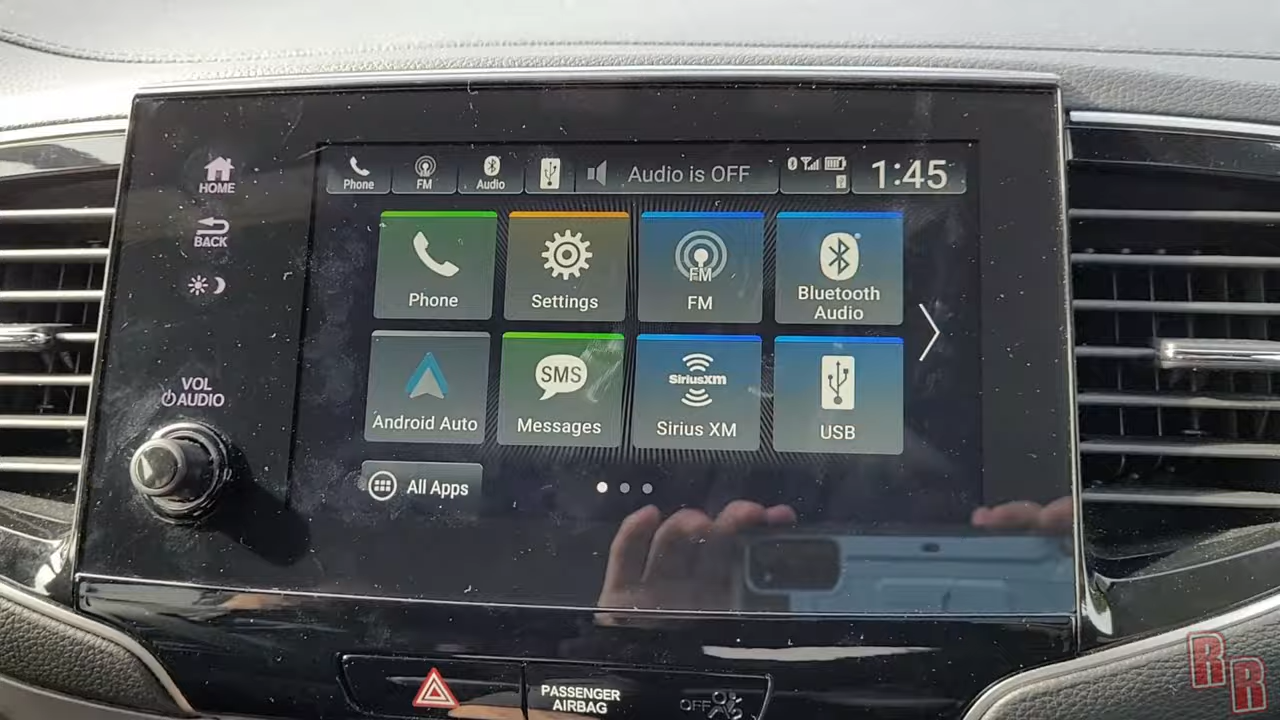 HOME
BACK
VOL
AUDIO
Phone
FM
Audio
Audio is OFF
1:45
Phone
Settings
FM
FM
Bluetooth
Audio
Android Auto
SMS
Messages
SiriusXM
Sirius XM
USB
All Apps
PASSENGER
AIRBAG
OFF
RR